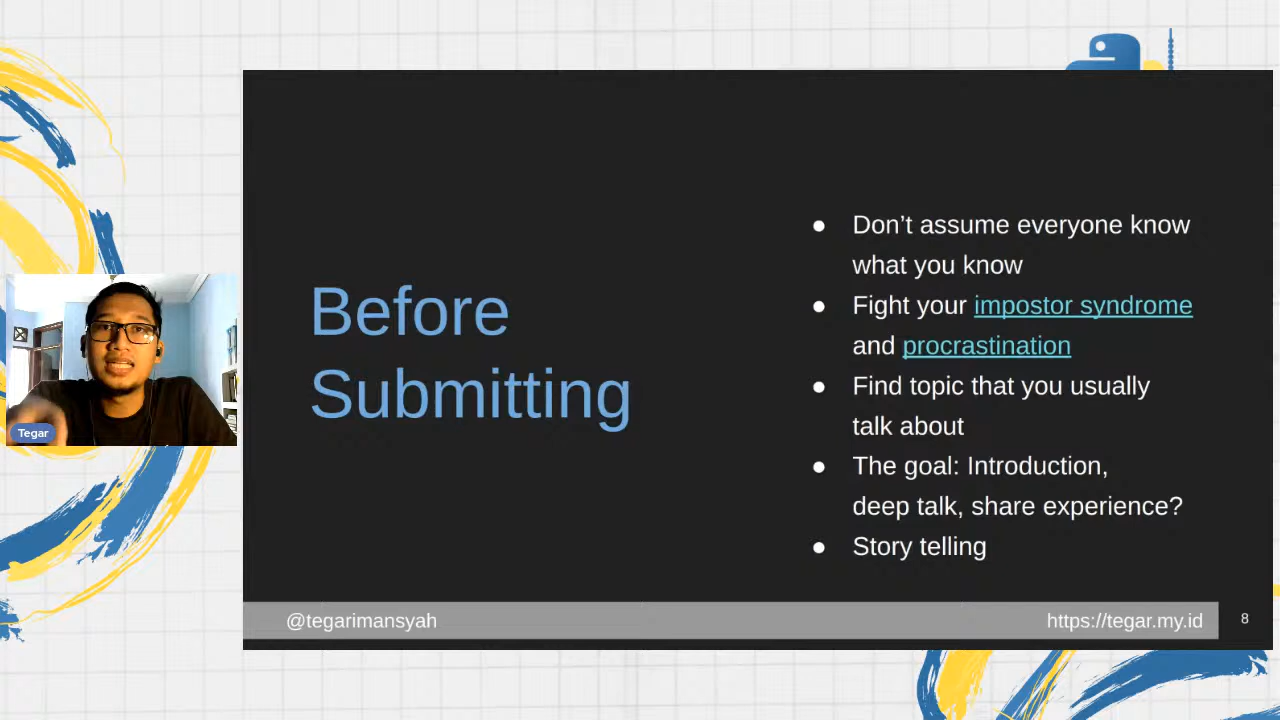 Before
Submitting
● Don’t assume everyone know
what you know
● Fight your impostor syndrome
and procrastination
● Find topic that you usually
talk about
● The goal: Introduction,
deep talk, share experience?
● Story telling
Tegar
@tegarimansyah
https://tegar.my.id
8